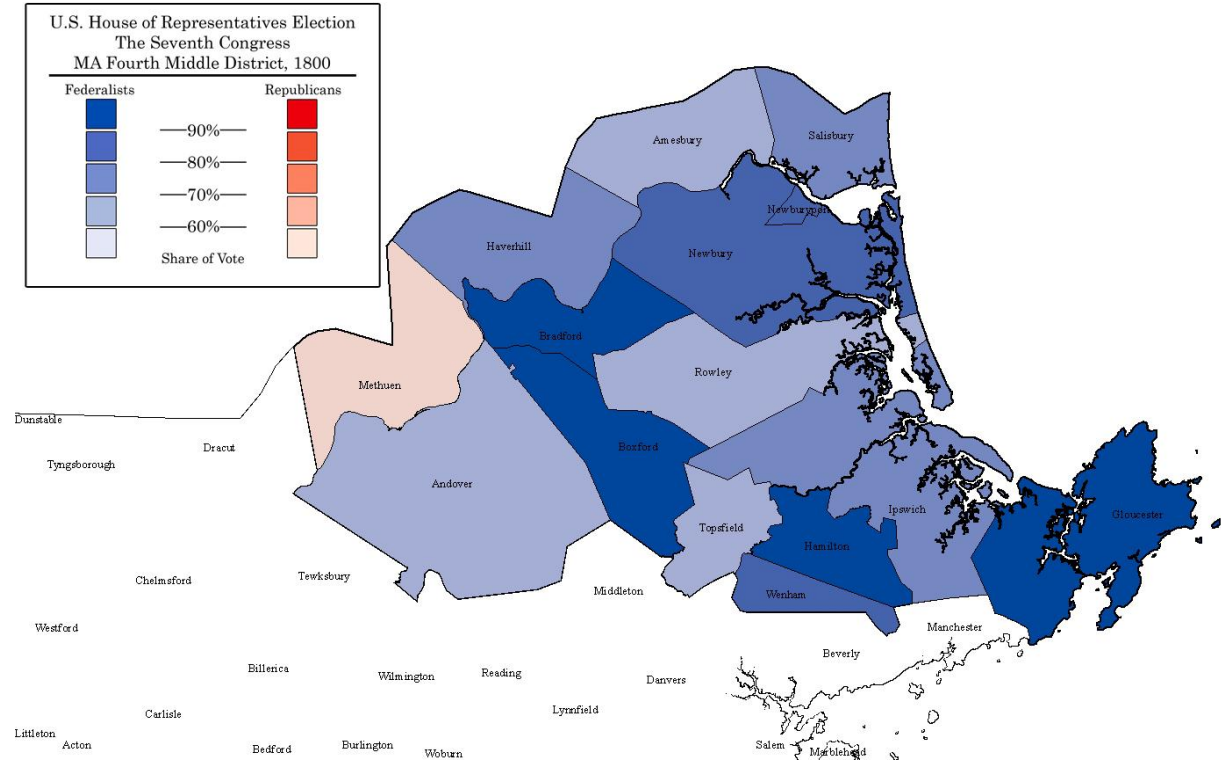 U.S. House of Representatives Election
The Seventh Congress
MA Fourth Middle District, 1800
Federalists
Republicans
90%
80%
70%
60%
Share of Vote
Amesbury
Salisbury
Newburyport
Haverhill
Newbury
Bradford
Rowley
Methuen
Dunstable
Dracut
Boxford
Tyngsborough
Andover
Ipswich
Gloucester
Topsfield
Hamilton
Chelmsford
Tewksbury
Middleton
Wenham
Westford
Manchester
Beverly
Billerica
Wilmington
Reading
Danvers
Carlisle
Lynnfield
Littleton
Acton
Bedford
Burlington
Woburn
Salem
Marblehead